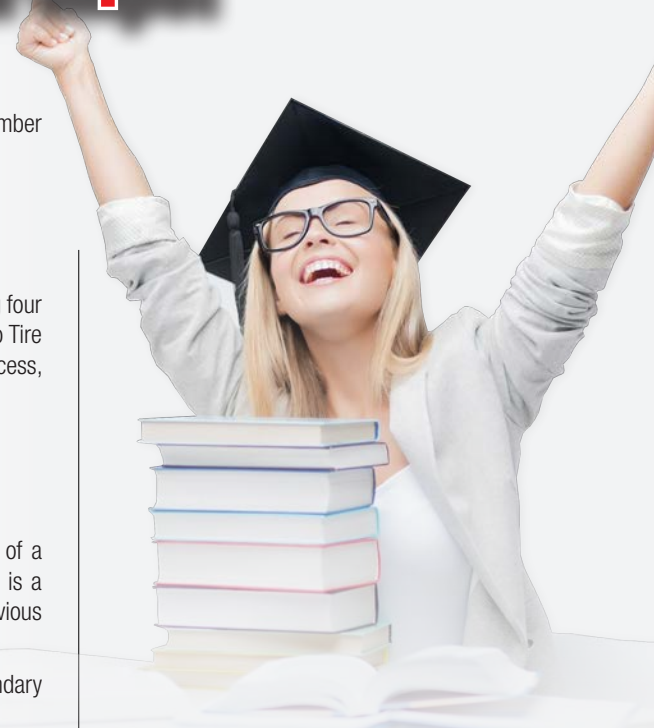 mber
four
Tire
cess,
of a
is a
vious
ndary